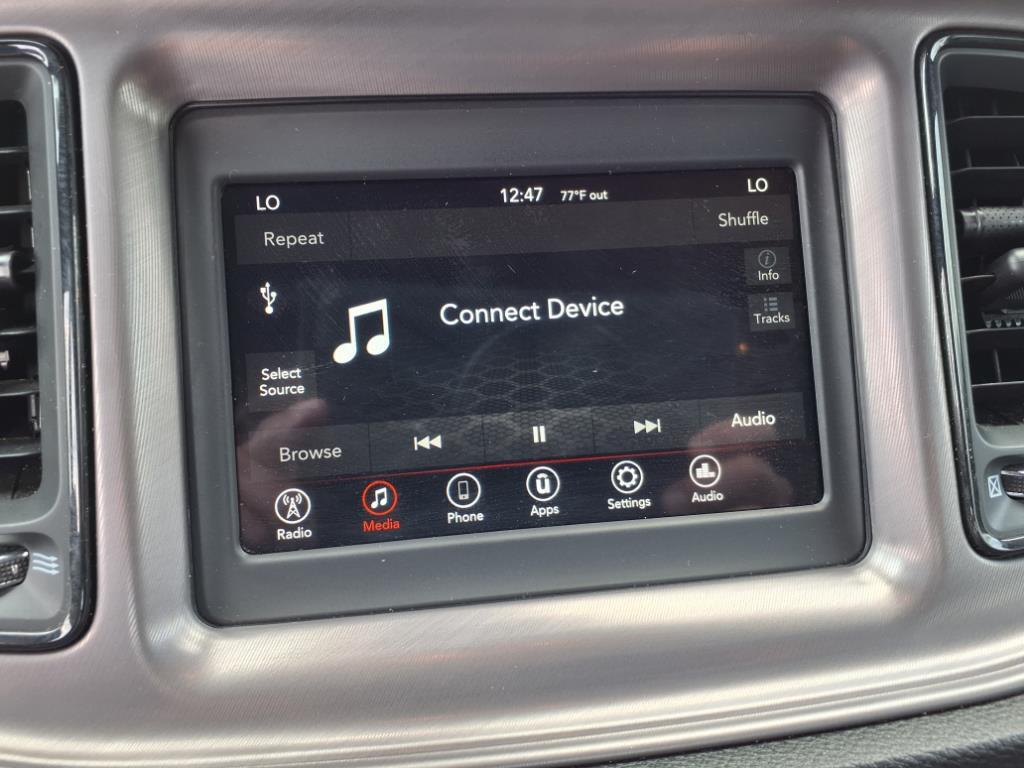 LO 12:47 77°F out LO
Repeat Shuffle
Info
Connect Device
Tracks
Select
Source
Browse Audio
Radio Media Phone Apps Settings Audio